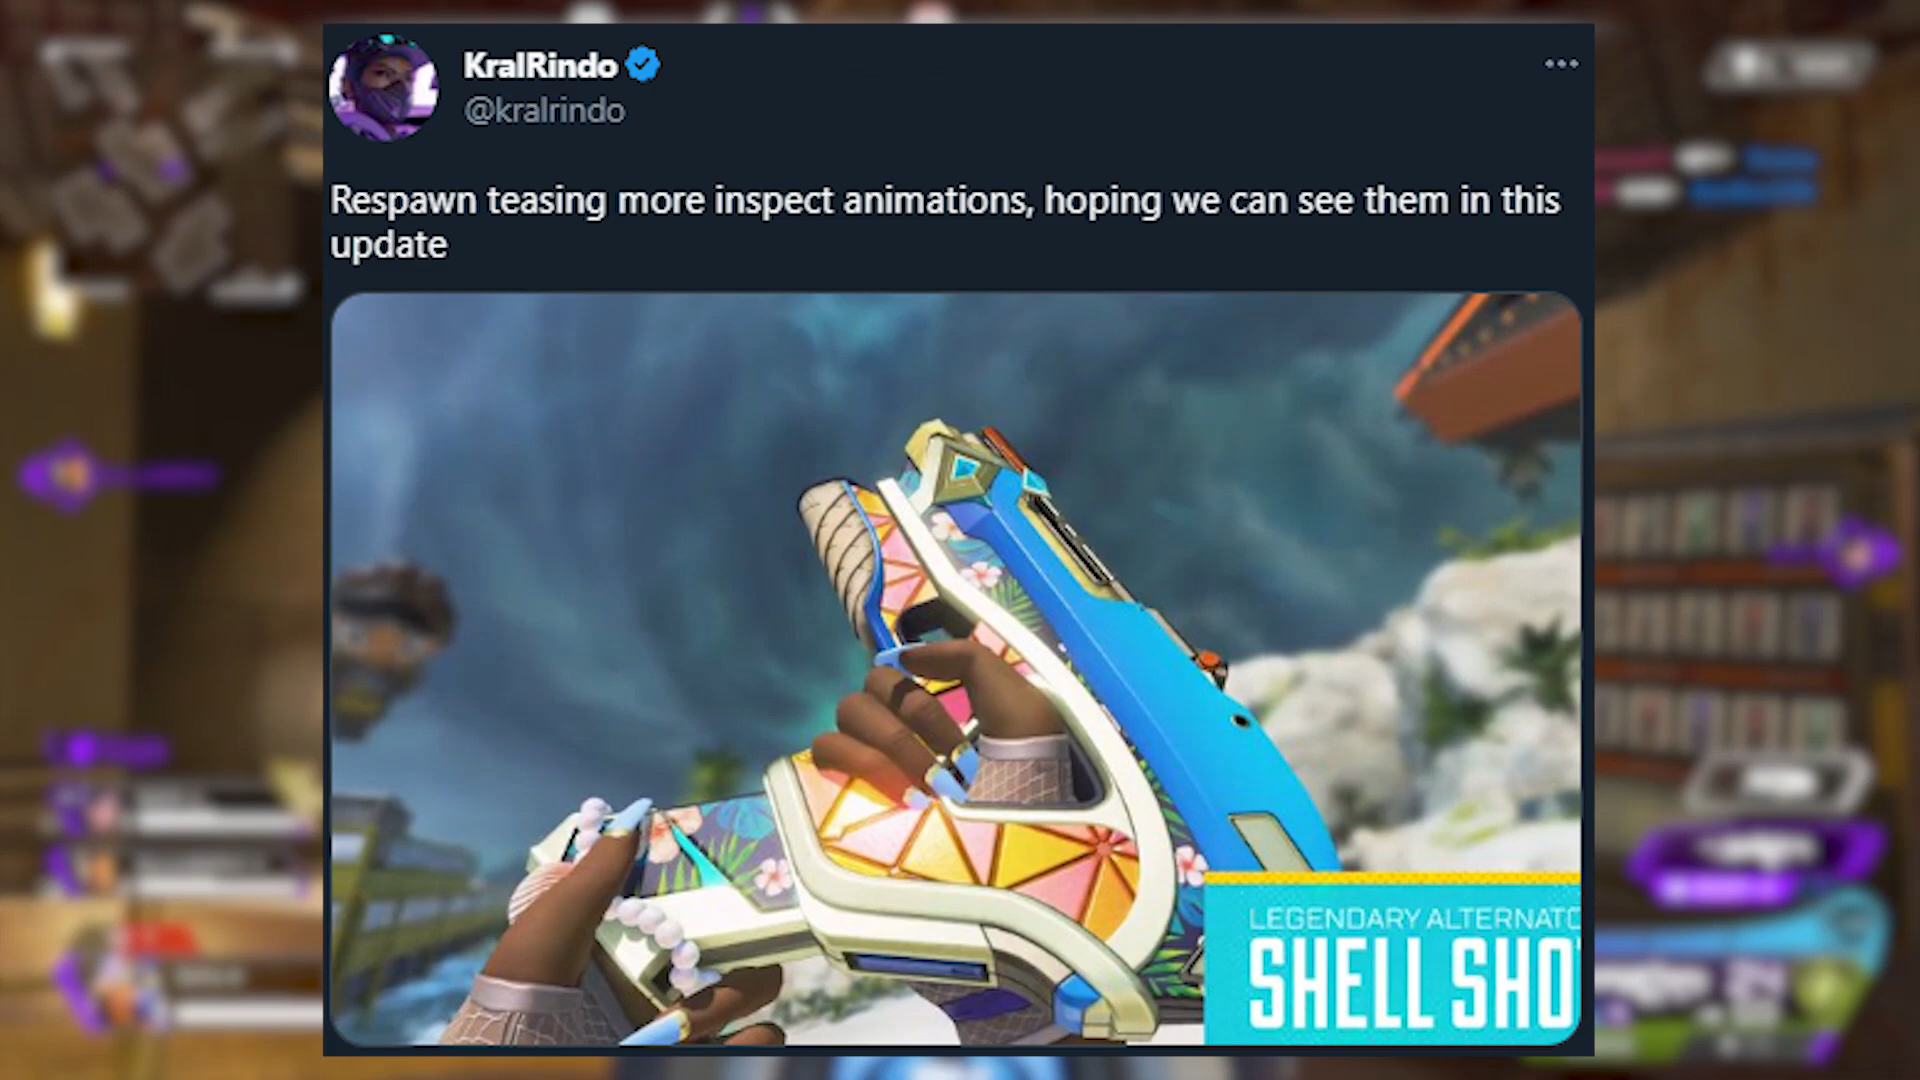 KralRindo
@kralrindo
Respawn teasing more inspect animations, hoping we can see them in this
update
LEGENDARY ALTERNATO
SHELL SHO